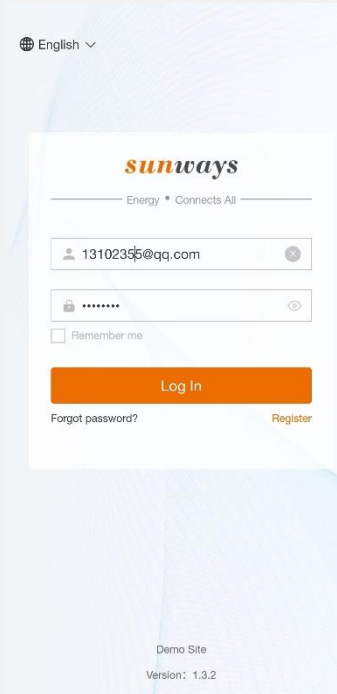 English
sunways
Energy • Connects All
13102355@qq.com
••••••••
Remember me
Log In
Forgot password?
Register
Demo Site
Version: 1.3.2